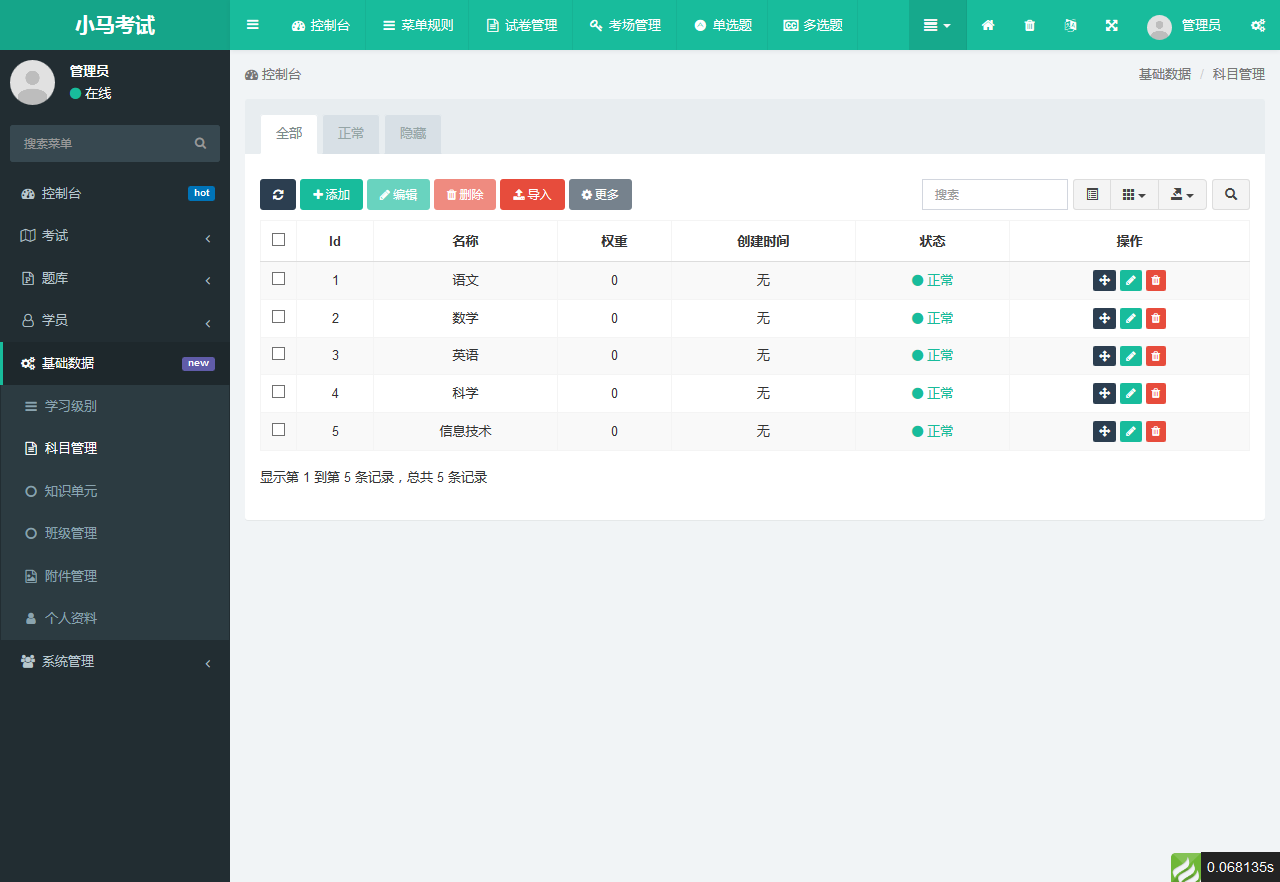 小马考试
控制台
菜单规则
试卷管理
考场管理
单选题
多选题
管理员
管理员
在线
搜索菜单
控制台 hot
考试
题库
学员
基础数据 new
学习级别
科目管理
知识单元
班级管理
附件管理
个人资料
系统管理
控制台
基础数据 / 科目管理
全部 正常 隐藏
添加 编辑 删除 导入 更多 搜索
Id 名称 权重 创建时间 状态 操作
1 语文 0 无 正常
2 数学 0 无 正常
3 英语 0 无 正常
4 科学 0 无 正常
5 信息技术 0 无 正常
显示第 1 到第 5 条记录，总共 5 条记录
0.068135s